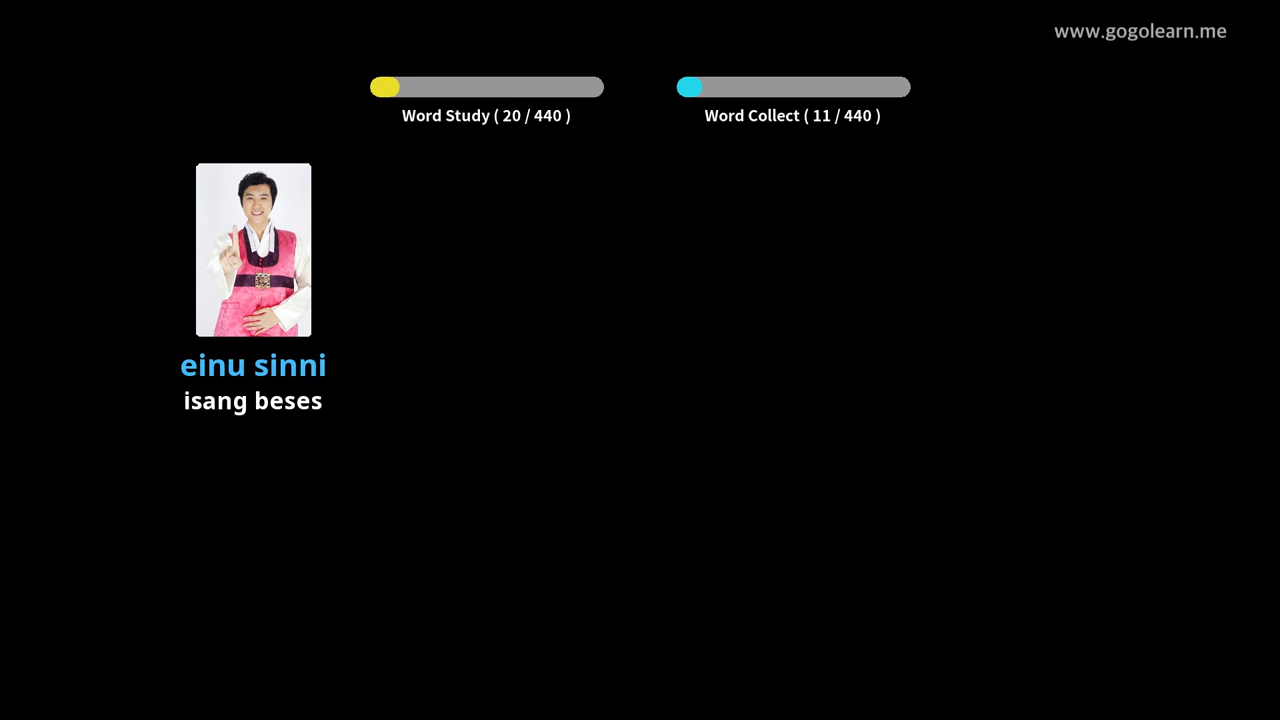 www.gogolearn.me
Word Study ( 20 / 440 )
Word Collect ( 11 / 440 )
einu sinni
isang beses